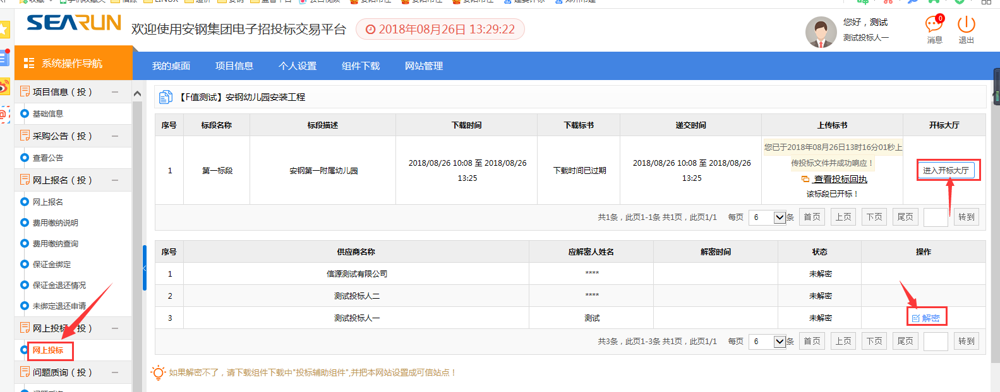 SEARUN
欢迎使用安钢集团电子招投标交易平台
2018年08月26日 13:29:22
您好，测试
测试投标人一
0
消息
退出
系统操作导航
我的桌面
项目信息
个人设置
组件下载
网站管理
项目信息（投）
基础信息
采购公告（投）
查看公告
网上报名（投）
网上报名
费用缴纳说明
费用缴纳查询
保证金绑定
保证金退还情况
未绑定退还申请
网上投标（投）
网上投标
问题质询（投）
【F值测试】安钢幼儿园安装工程
序号 标段名称 标段描述 下载时间 下载标书 递交时间 上传标书 开标大厅
1 第一标段 安钢第一附属幼儿园 2018/08/26 10:08 至 2018/08/26 13:25 下载时间已过期 2018/08/26 10:08 至 2018/08/26 13:25
您已于2018年08月26日13时16分01秒上
传投标文件并成功响应！
查看投标回执
该标段已开标！
进入开标大厅
共1条，此页1-1条 共1页，此页1/1 每页 6 条 首页 上页 下页 尾页 转到
序号 供应商名称 应解密人姓名 解密时间 状态 操作
1 信源测试有限公司 **** 未解密
2 测试投标人二 **** 未解密
3 测试投标人一 测试 未解密 解密
共3条，此页1-3条 共1页，此页1/1 每页 6 条 首页 上页 下页 尾页 转到
如果解密不了，请下载组件下载中"投标辅助组件",并把本网站设置成可信站点！